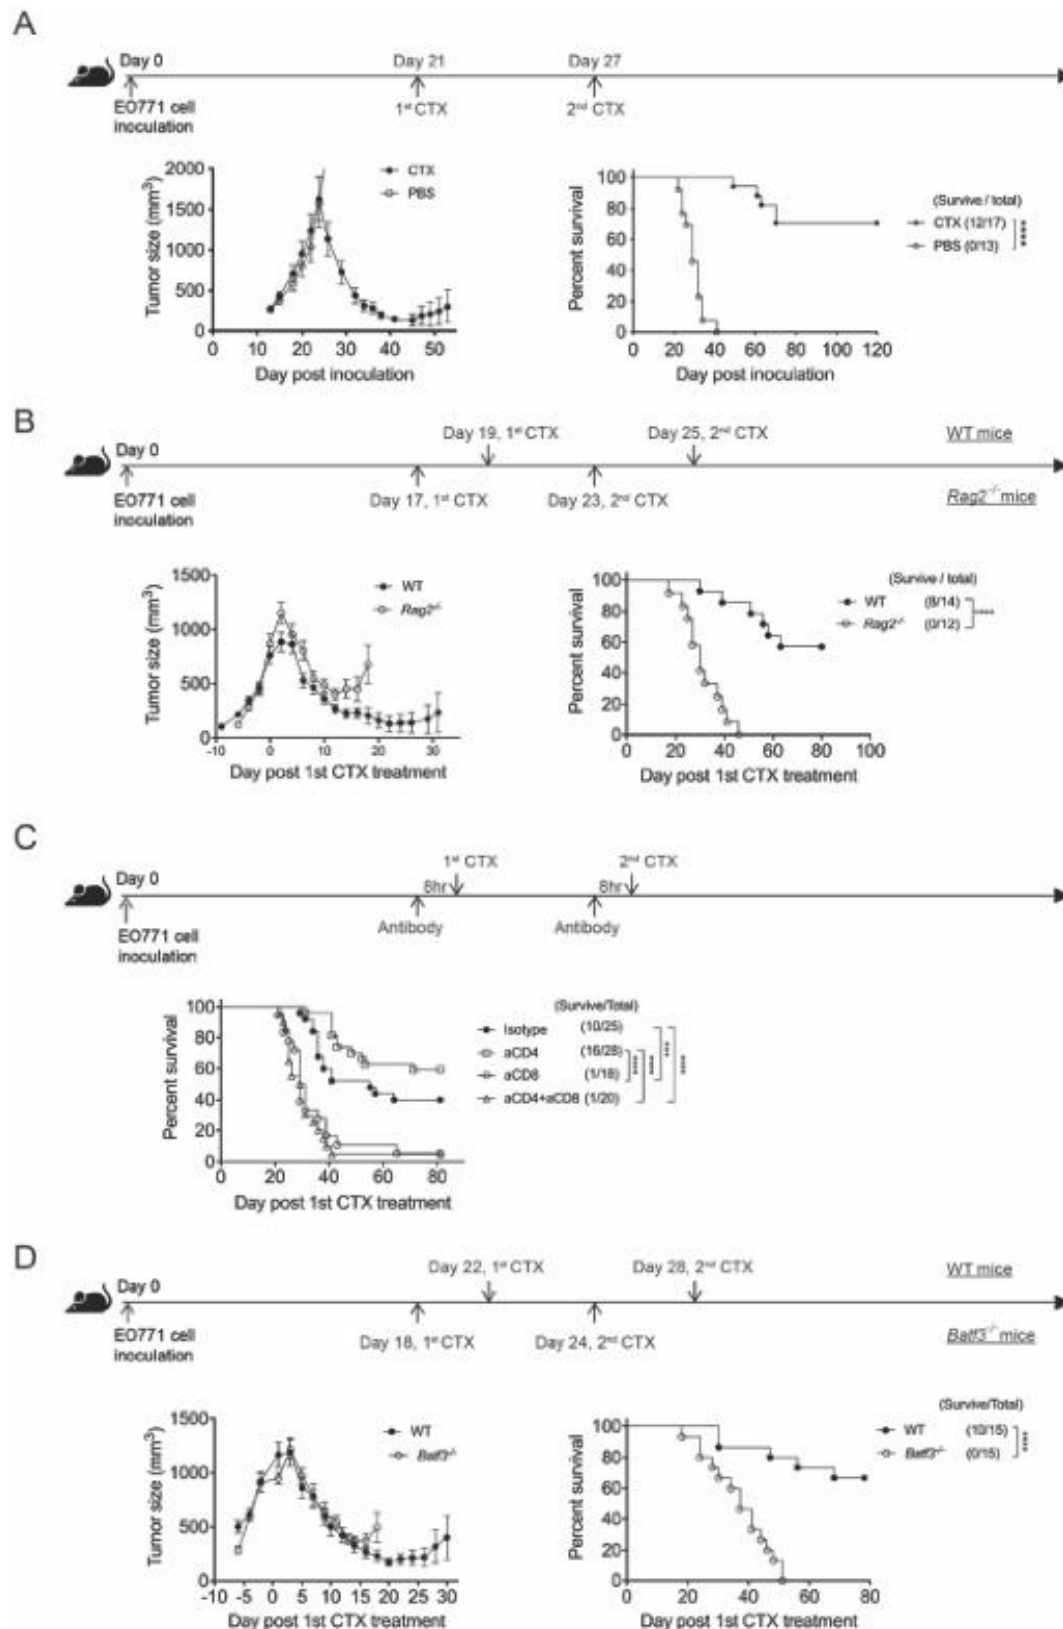 A
Day 0 Day 21 Day 27
EO771 cell 1st CTX 2nd CTX
inoculation
2000
1500
1000
500
0
Tumor size (mm³)
CTX
PBS
0 10 20 30 40 50
Day post inoculation
100
80
60
40
20
0
Percent survival
(Survive / total)
CTX (12/17)
PBS (0/13)
****
0 20 40 60 80 100 120
Day post inoculation
B
Day 19, 1st CTX Day 25, 2nd CTX WT mice
Day 0
EO771 cell Day 17, 1st CTX Day 23, 2nd CTX Rag2-/- mice
inoculation
1500
1000
500
0
Tumor size (mm³)
WT
Rag2-/-
-10 0 10 20 30
Day post 1st CTX treatment
100
80
60
40
20
0
Percent survival
(Survive / total)
WT (8/14)
Rag2-/- (0/12)
****
0 20 40 60 80 100
Day post 1st CTX treatment
C
1st CTX 2nd CTX
Day 0 8hr 8hr
EO771 cell Antibody Antibody
inoculation
100
80
60
40
20
0
Percent survival
(Survive/Total)
Isotype (10/25)
aCD4 (16/28)
aCD8 (1/18)
aCD4+aCD8 (1/20)
**** **** *** ****
0 20 40 60 80
Day post 1st CTX treatment
D
Day 22, 1st CTX Day 28, 2nd CTX WT mice
Day 0
EO771 cell Day 18, 1st CTX Day 24, 2nd CTX Batf3-/- mice
inoculation
1500
1000
500
0
Tumor size (mm³)
WT
Batf3-/-
-10 -5 0 5 10 15 20 25 30
Day post 1st CTX treatment
100
80
60
40
20
0
Percent survival
(Survive/Total)
WT (10/15)
Batf3-/- (0/15)
****
0 20 40 60 80
Day post 1st CTX treatment